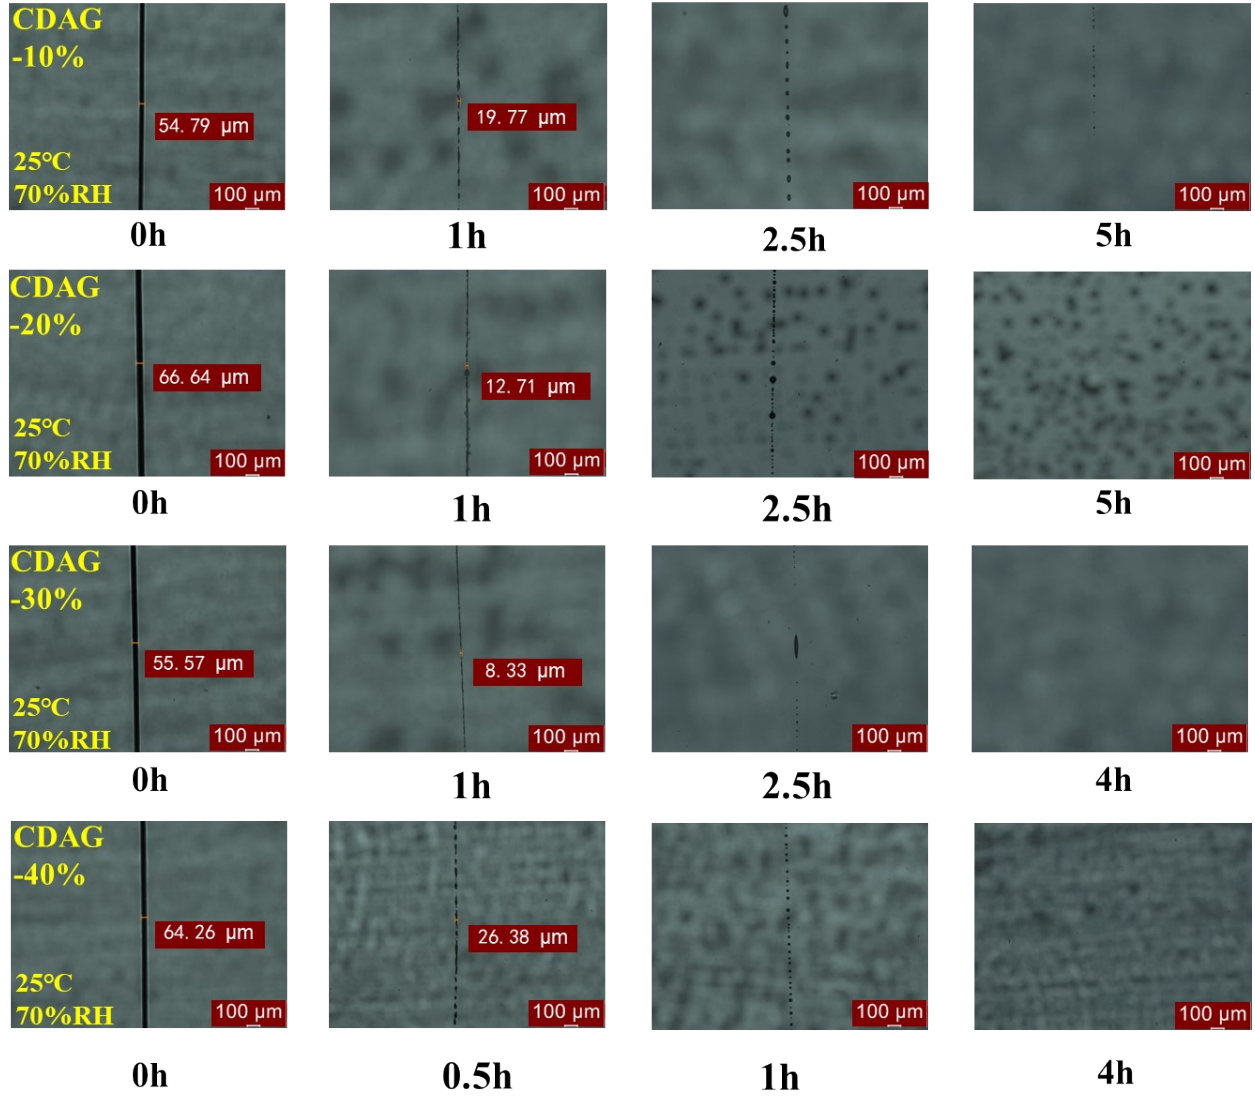 CDAG
-10%
54.79 µm
25℃
70%RH
100 µm
19.77 µm
100 µm
100 µm
100 µm
0h
1h
2.5h
5h
CDAG
-20%
66.64 µm
25℃
70%RH
100 µm
12.71 µm
100 µm
100 µm
100 µm
0h
1h
2.5h
5h
CDAG
-30%
55.57 µm
25℃
70%RH
100 µm
8.33 µm
100 µm
100 µm
100 µm
0h
1h
2.5h
4h
CDAG
-40%
64.26 µm
25℃
70%RH
100 µm
26.38 µm
100 µm
100 µm
100 µm
0h
0.5h
1h
4h